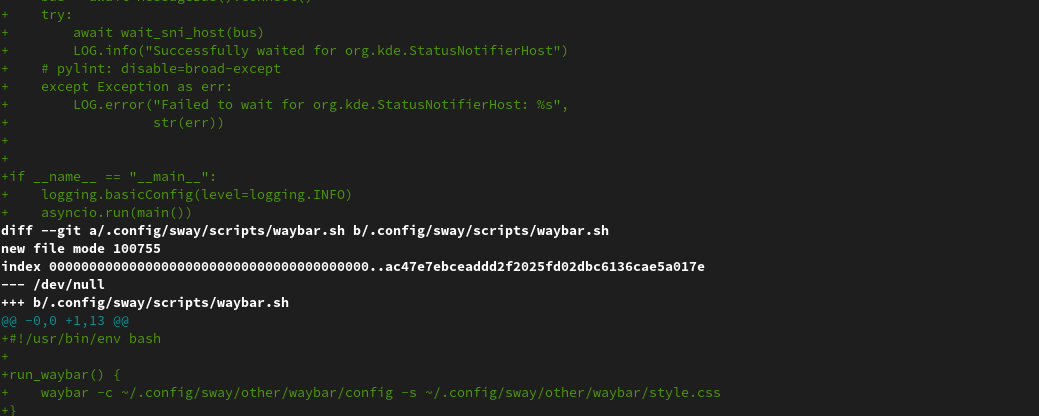 +    try:
+        await wait_sni_host(bus)
+        LOG.info("Successfully waited for org.kde.StatusNotifierHost")
+    # pylint: disable=broad-except
+    except Exception as err:
+        LOG.error("Failed to wait for org.kde.StatusNotifierHost: %s",
+                  str(err))
+
+
+if __name__ == "__main__":
+    logging.basicConfig(level=logging.INFO)
+    asyncio.run(main())
diff --git a/.config/sway/scripts/waybar.sh b/.config/sway/scripts/waybar.sh
new file mode 100755
index 0000000000000000000000000000000000000000..ac47e7ebceaddd2f2025fd02dbc6136cae5a017e
--- /dev/null
+++ b/.config/sway/scripts/waybar.sh
@@ -0,0 +1,13 @@
+#!/usr/bin/env bash
+
+run_waybar() {
+    waybar -c ~/.config/sway/other/waybar/config -s ~/.config/sway/other/waybar/style.css
+}